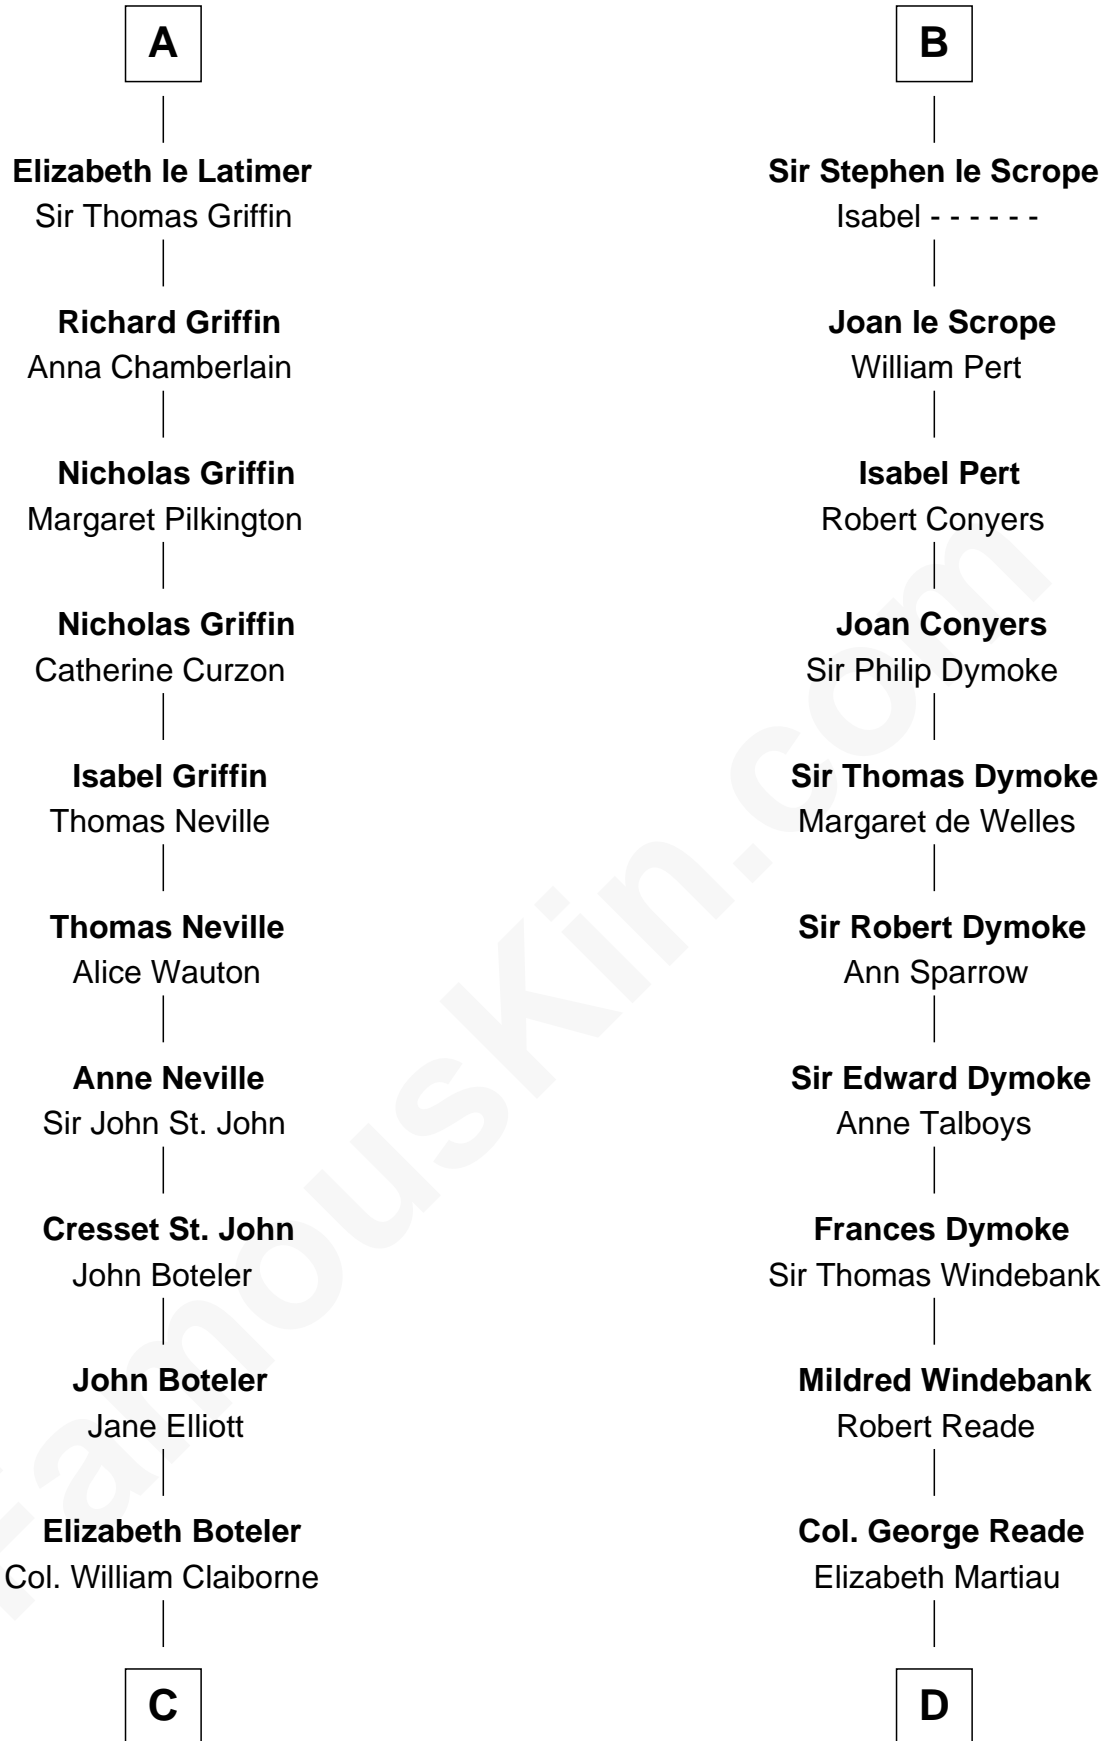 A
Elizabeth le Latimer
Sir Thomas Griffin
Richard Griffin
Anna Chamberlain
Nicholas Griffin
Margaret Pilkington
Nicholas Griffin
Catherine Curzon
Isabel Griffin
Thomas Neville
Thomas Neville
Alice Wauton
Anne Neville
Sir John St. John
Cresset St. John
John Boteler
John Boteler
Jane Elliott
Elizabeth Boteler
Col. William Claiborne
C
B
Sir Stephen le Scrope
Isabel - - - - - -
Joan le Scrope
William Pert
Isabel Pert
Robert Conyers
Joan Conyers
Sir Philip Dymoke
Sir Thomas Dymoke
Margaret de Welles
Sir Robert Dymoke
Ann Sparrow
Sir Edward Dymoke
Anne Talboys
Frances Dymoke
Sir Thomas Windebank
Mildred Windebank
Robert Reade
Col. George Reade
Elizabeth Martiau
D
FamousKin.com